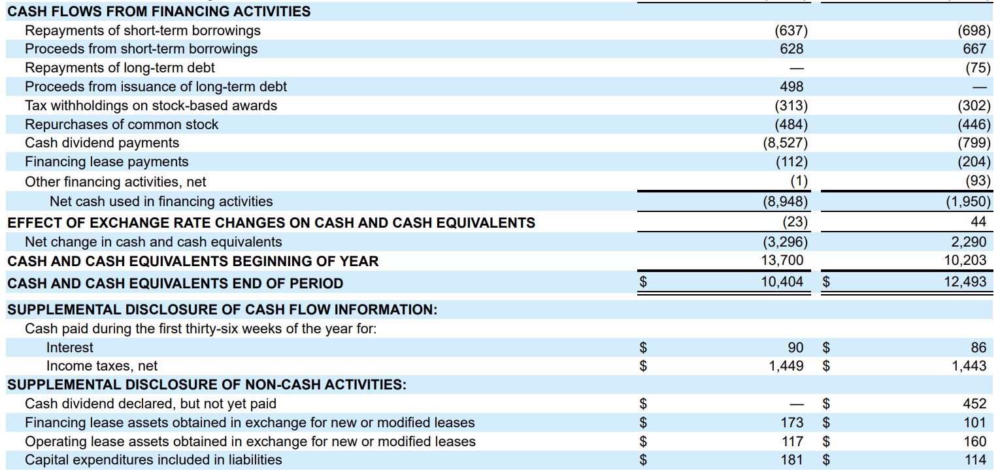 CASH FLOWS FROM FINANCING ACTIVITIES
Repayments of short-term borrowings (637) (698)
Proceeds from short-term borrowings 628 667
Repayments of long-term debt — (75)
Proceeds from issuance of long-term debt 498 —
Tax withholdings on stock-based awards (313) (302)
Repurchases of common stock (484) (446)
Cash dividend payments (8,527) (799)
Financing lease payments (112) (204)
Other financing activities, net (1) (93)
Net cash used in financing activities (8,948) (1,950)
EFFECT OF EXCHANGE RATE CHANGES ON CASH AND CASH EQUIVALENTS (23) 44
Net change in cash and cash equivalents (3,296) 2,290
CASH AND CASH EQUIVALENTS BEGINNING OF YEAR 13,700 10,203
CASH AND CASH EQUIVALENTS END OF PERIOD $ 10,404 $ 12,493
SUPPLEMENTAL DISCLOSURE OF CASH FLOW INFORMATION:
Cash paid during the first thirty-six weeks of the year for:
Interest $ 90 $ 86
Income taxes, net $ 1,449 $ 1,443
SUPPLEMENTAL DISCLOSURE OF NON-CASH ACTIVITIES:
Cash dividend declared, but not yet paid $ — $ 452
Financing lease assets obtained in exchange for new or modified leases $ 173 $ 101
Operating lease assets obtained in exchange for new or modified leases $ 117 $ 160
Capital expenditures included in liabilities $ 181 $ 114